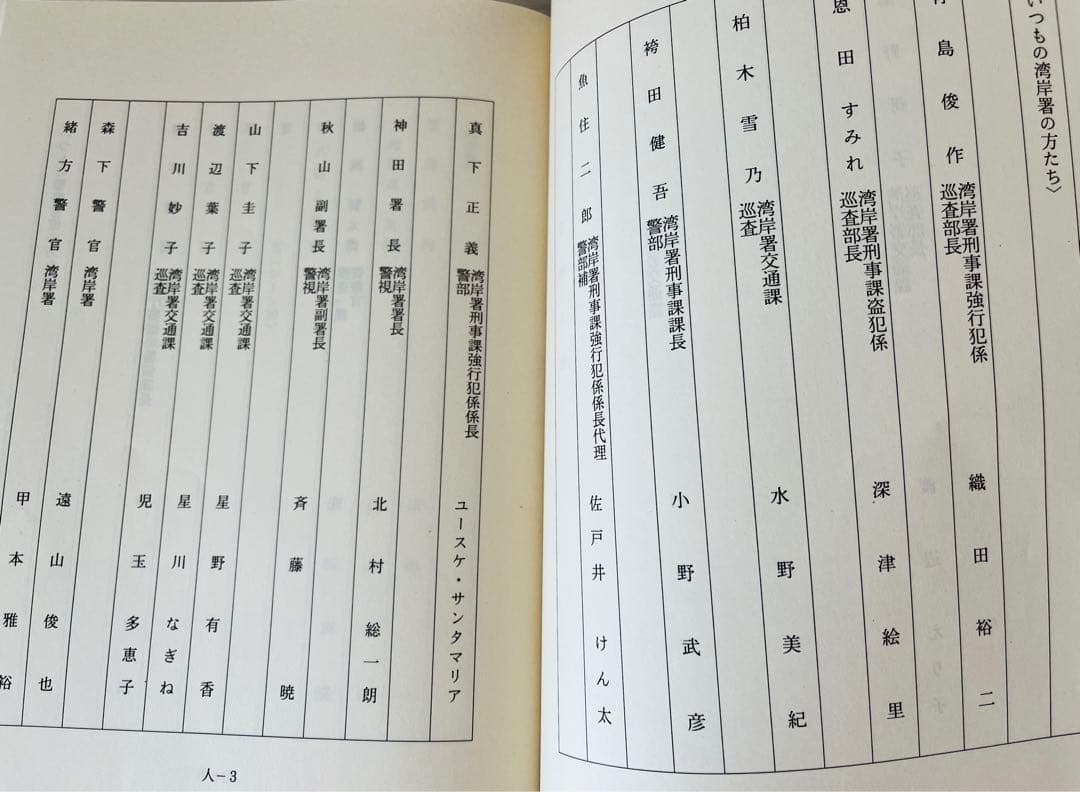 いつもの湾岸署の方たち〉
島俊作 湾岸署刑事課強行犯係 巡査部長 織田裕二
恩田すみれ 湾岸署刑事課盗犯係 巡査部長 深津絵里
柏木雪乃 湾岸署交通課 巡査 水野美紀
袴田健吾 湾岸署刑事課課長 警部 小野武彦
魚住二郎 湾岸署刑事課強行犯係係長代理 警部補 佐戸井けん太
真下正義 湾岸署刑事課強行犯係係長 警部 ユースケ・サンタマリア
神田署長 湾岸署署長 警視 北村総一朗
秋山副署長 湾岸署副署長 警視 斉藤暁
山下圭子 湾岸署交通課 巡査 星野有香
渡辺葉子 湾岸署交通課 巡査 星川なぎね
吉川妙子 湾岸署交通課 巡査 児玉多恵子
森下警官 湾岸署 遠山俊也
緒方警官 湾岸署 甲本雅裕
人−3